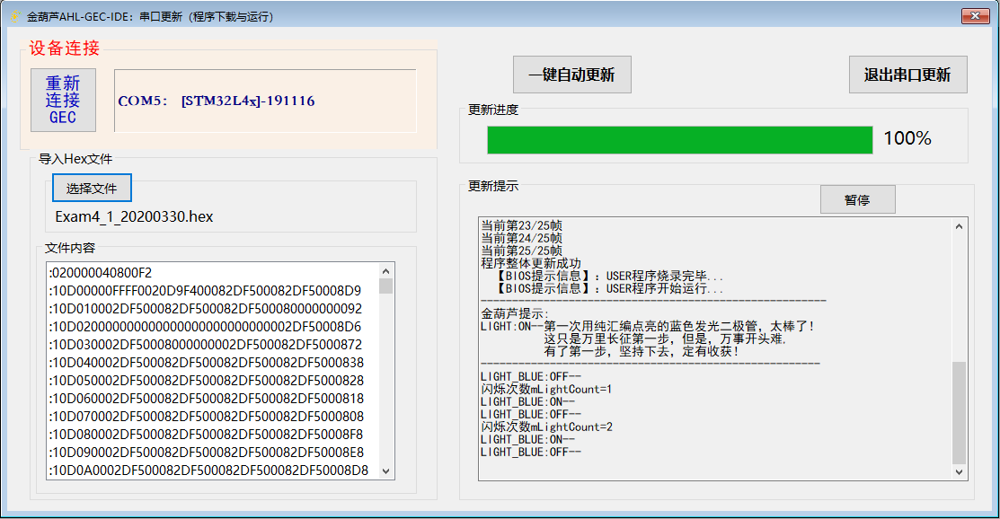 金葫芦AHL-GEC-IDE：串口更新（程序下载与运行）
设备连接
重新
连接
GEC
COM5： [STM32L4x]-191116
导入Hex文件
选择文件
Exam4_1_20200330.hex
文件内容
:020000040800F2
:10D00000FFFF0020D9F400082DF500082DF50008D9
:10D010002DF500082DF500082DF500080000000092
:10D020000000000000000000000000002DF50008D6
:10D030002DF50008000000002DF500082DF5000872
:10D040002DF500082DF500082DF500082DF5000838
:10D050002DF500082DF500082DF500082DF5000828
:10D060002DF500082DF500082DF500082DF5000818
:10D070002DF500082DF500082DF500082DF5000808
:10D080002DF500082DF500082DF500082DF50008F8
:10D090002DF500082DF500082DF500082DF50008E8
:10D0A0002DF500082DF500082DF500082DF50008D8
一键自动更新
退出串口更新
更新进度
100%
更新提示
暂停
当前第23/25帧
当前第24/25帧
当前第25/25帧
程序整体更新成功
【BIOS提示信息】：USER程序烧录完毕...
【BIOS提示信息】：USER程序开始运行...
------------------------------------------------------
金葫芦提示:
LIGHT:ON--第一次用纯汇编点亮的蓝色发光二极管，太棒了！
这只是万里长征第一步，但是，万事开头难，
有了第一步，坚持下去，定有收获！
------------------------------------------------------
LIGHT_BLUE:OFF--
闪烁次数mLightCount=1
LIGHT_BLUE:ON--
LIGHT_BLUE:OFF--
闪烁次数mLightCount=2
LIGHT_BLUE:ON--
LIGHT_BLUE:OFF--